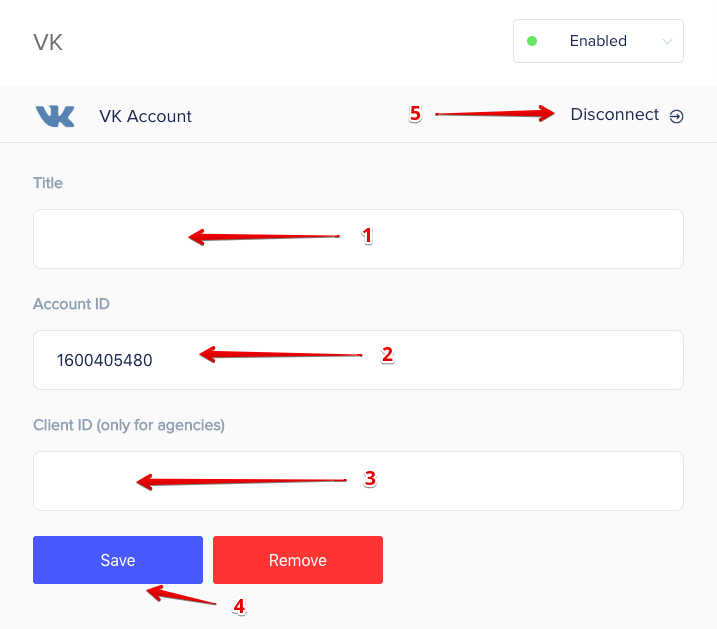 VK
Enabled
VK Account
5
Disconnect
Title
1
Account ID
1600405480
2
Client ID (only for agencies)
3
Save
Remove
4